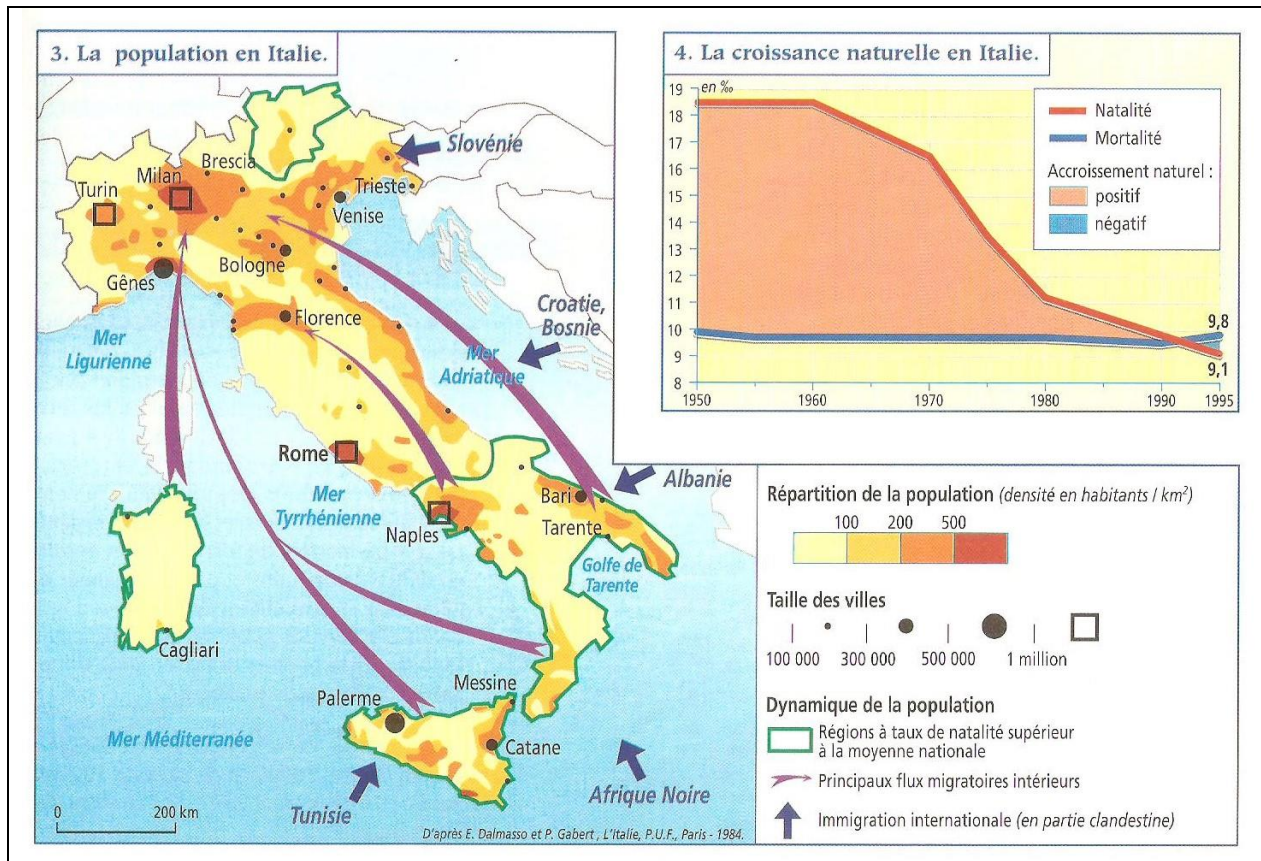 3. La population en Italie.
Slovénie
Brescia
Milan
Turin
Trieste
Venise
Bologne
Gênes
Croatie,
Bosnie
Florence
Mer
Ligurienne
Mer
Adriatique
Rome
Albanie
Mer
Tyrrhénienne
Bari
Naples
Tarente
Golfe de
Tarente
Cagliari
Messine
Palerme
Mer Méditerranée
Catane
Afrique Noire
Tunisie
0 200 km
D'après E. Dalmasso et P. Gabert, L'Italie, P.U.F., Paris - 1984.
4. La croissance naturelle en Italie.
en ‰
19
18
17
16
15
14
13
12
11
10
9
8
1950 1960 1970 1980 1990 1995
9,8
9,1
Natalité
Mortalité
Accroissement naturel :
positif
négatif
Répartition de la population (densité en habitants / km²)
100 200 500
Taille des villes
100 000 300 000 500 000 1 million
Dynamique de la population
Régions à taux de natalité supérieur
à la moyenne nationale
Principaux flux migratoires intérieurs
Immigration internationale (en partie clandestine)